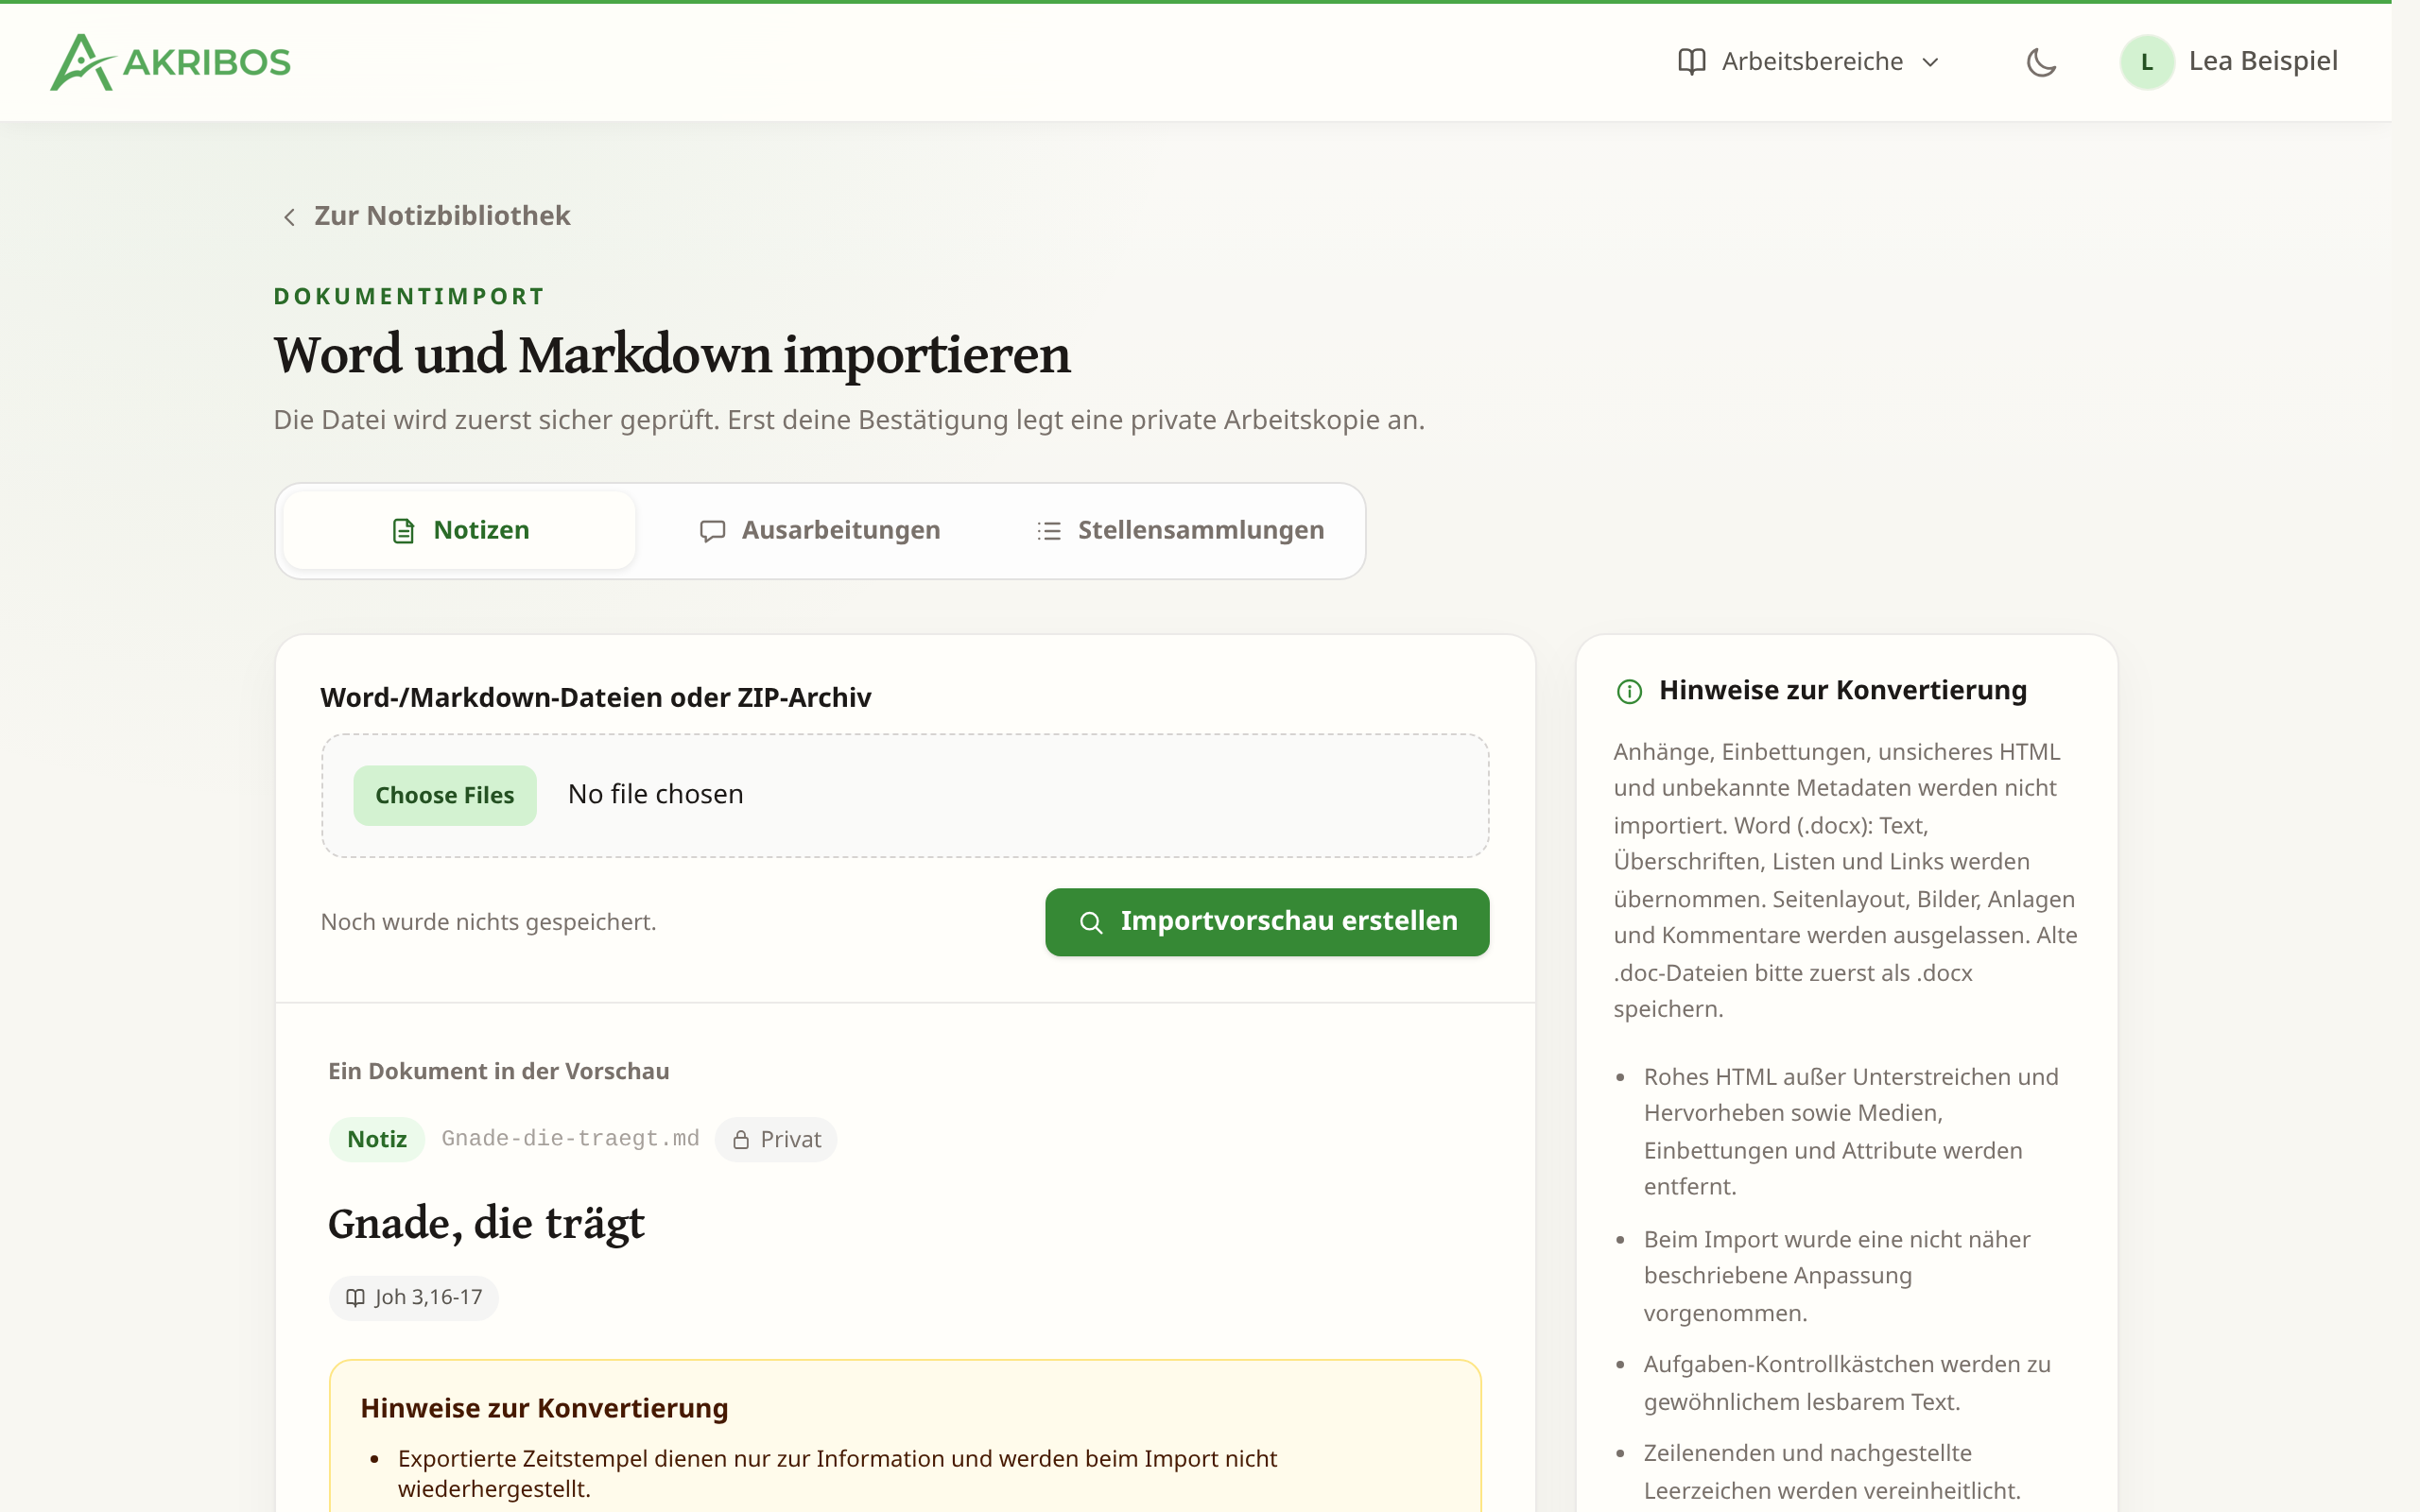 AKRIBOS
Arbeitsbereiche
L
Lea Beispiel
Zur Notizbibliothek
DOKUMENTIMPORT
Word und Markdown importieren
Die Datei wird zuerst sicher geprüft. Erst deine Bestätigung legt eine private Arbeitskopie an.
Notizen
Ausarbeitungen
Stellensammlungen
Word-/Markdown-Dateien oder ZIP-Archiv
Choose Files
No file chosen
Noch wurde nichts gespeichert.
Importvorschau erstellen
Ein Dokument in der Vorschau
Notiz
Gnade-die-traegt.md
Privat
Gnade, die trägt
Joh 3,16-17
Hinweise zur Konvertierung
• Exportierte Zeitstempel dienen nur zur Information und werden beim Import nicht
wiederhergestellt.
Hinweise zur Konvertierung
Anhänge, Einbettungen, unsicheres HTML
und unbekannte Metadaten werden nicht
importiert. Word (.docx): Text,
Überschriften, Listen und Links werden
übernommen. Seitenlayout, Bilder, Anlagen
und Kommentare werden ausgelassen. Alte
.doc-Dateien bitte zuerst als .docx
speichern.
• Rohes HTML außer Unterstreichen und
Hervorheben sowie Medien,
Einbettungen und Attribute werden
entfernt.
• Beim Import wurde eine nicht näher
beschriebene Anpassung
vorgenommen.
• Aufgaben-Kontrollkästchen werden zu
gewöhnlichem lesbarem Text.
• Zeilenenden und nachgestellte
Leerzeichen werden vereinheitlicht.